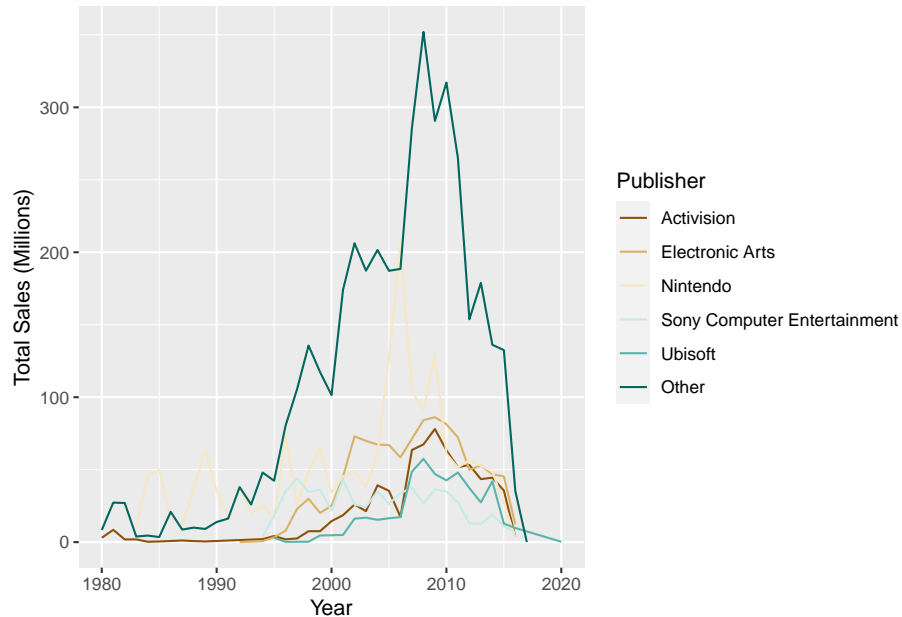 Total Sales (Millions)
300
200
100
0
1980
1990
2000
2010
2020
Year
Publisher
Activision
Electronic Arts
Nintendo
Sony Computer Entertainment
Ubisoft
Other